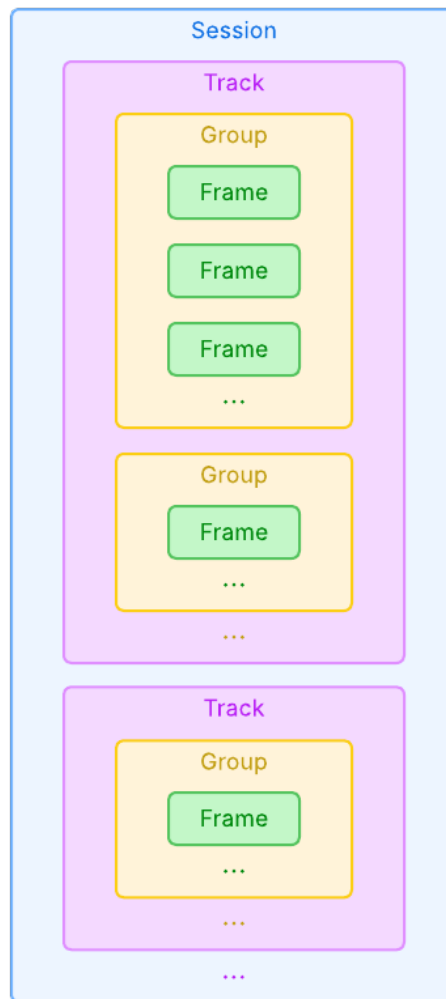 Session
Track
Group
Frame
Frame
Frame
...
Group
Frame
...
...
Track
Group
Frame
...
...
...